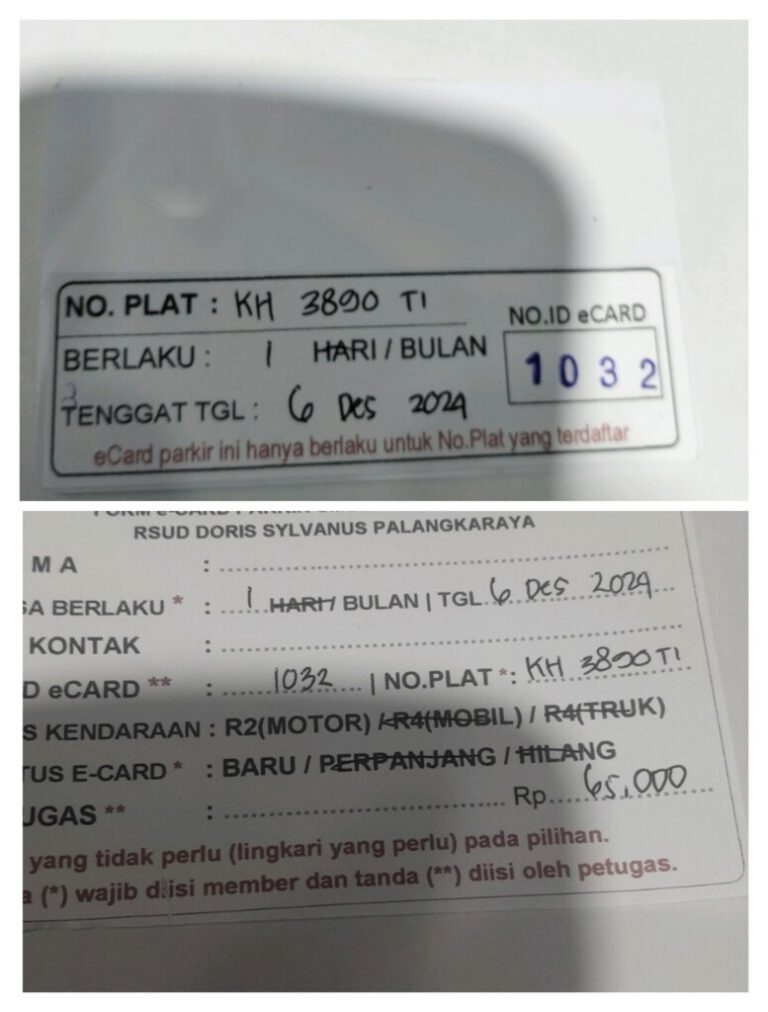 NO. PLAT : KH 3890 TI
NO.ID eCARD
BERLAKU : 1 HARI / BULAN
1032
TENGGAT TGL : 6 Des 2024
eCard parkir ini hanya berlaku untuk No.Plat yang terdaftar
RSUD DORIS SYLVANUS PALANGKARAYA
MA :
SA BERLAKU * : 1 HARI / BULAN | TGL. 6 Des 2024
KONTAK :
D eCARD ** : 1032 | NO.PLAT *: KH 3890 TI
S KENDARAAN : R2(MOTOR) / R4(MOBIL) / R4(TRUK)
TUS E-CARD * : BARU / PERPANJANG / HILANG
UGAS ** : Rp. 65.000
yang tidak perlu (lingkari yang perlu) pada pilihan.
a (*) wajib diisi member dan tanda (**) diisi oleh petugas.